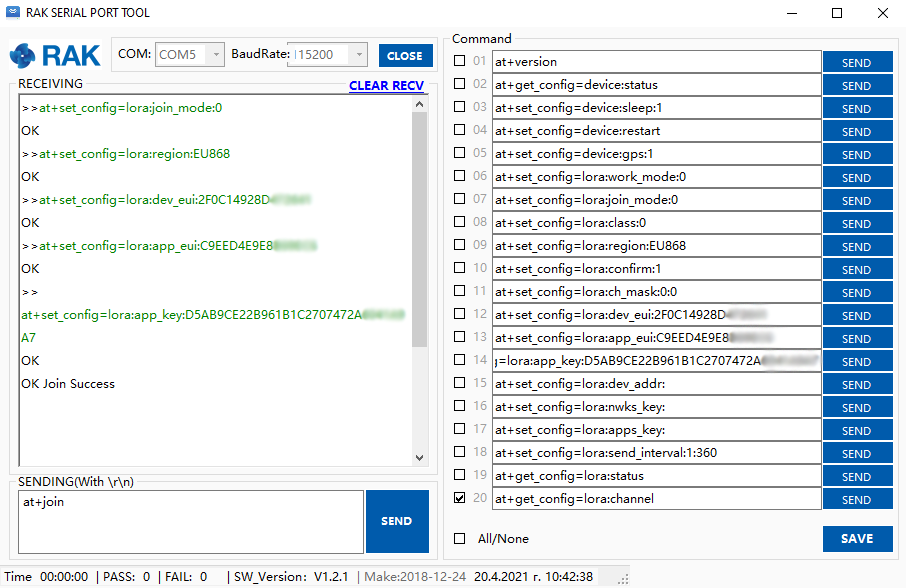 RAK SERIAL PORT TOOL
RAK
COM: COM5 BaudRate: 115200 CLOSE
RECEIVING
CLEAR RECV
>>at+set_config=lora:join_mode:0
OK
>>at+set_config=lora:region:EU868
OK
>>at+set_config=lora:dev_eui:2F0C14928D
OK
>>at+set_config=lora:app_eui:C9EED4E9E8
OK
>>
at+set_config=lora:app_key:D5AB9CE22B961B1C2707472A
A7
OK
OK Join Success
SENDING(With \r\n)
at+join
SEND
Command
01 at+version SEND
02 at+get_config=device:status SEND
03 at+set_config=device:sleep:1 SEND
04 at+set_config=device:restart SEND
05 at+set_config=device:gps:1 SEND
06 at+set_config=lora:work_mode:0 SEND
07 at+set_config=lora:join_mode:0 SEND
08 at+set_config=lora:class:0 SEND
09 at+set_config=lora:region:EU868 SEND
10 at+set_config=lora:confirm:1 SEND
11 at+set_config=lora:ch_mask:0:0 SEND
12 at+set_config=lora:dev_eui:2F0C14928D SEND
13 at+set_config=lora:app_eui:C9EED4E9E8 SEND
14 g=lora:app_key:D5AB9CE22B961B1C2707472A SEND
15 at+set_config=lora:dev_addr: SEND
16 at+set_config=lora:nwks_key: SEND
17 at+set_config=lora:apps_key: SEND
18 at+set_config=lora:send_interval:1:360 SEND
19 at+get_config=lora:status SEND
20 at+get_config=lora:channel SEND
All/None SAVE
Time 00:00:00 | PASS: 0 | FAIL: 0 | SW_Version: V1.2.1 | Make:2018-12-24 20.4.2021 г. 10:42:38